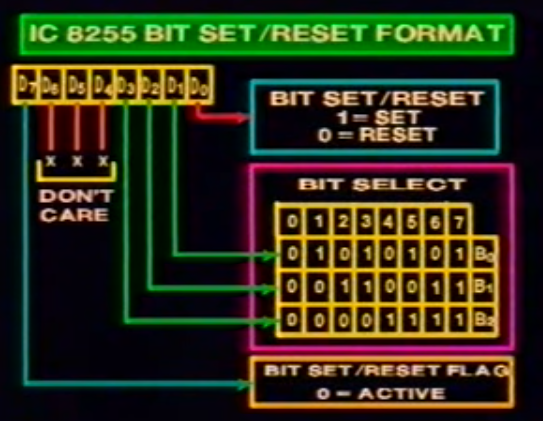 IC 8255 BIT SET/RESET FORMAT
D7 D6 D5 D4 D3 D2 D1 D0
BIT SET/RESET
1 = SET
0 = RESET
X X X
DON'T
CARE
BIT SELECT
0 1 2 3 4 5 6 7
0 1 0 1 0 1 0 1 B0
0 0 1 1 0 0 1 1 B1
0 0 0 0 1 1 1 1 B2
BIT SET/RESET FLAG
0 = ACTIVE